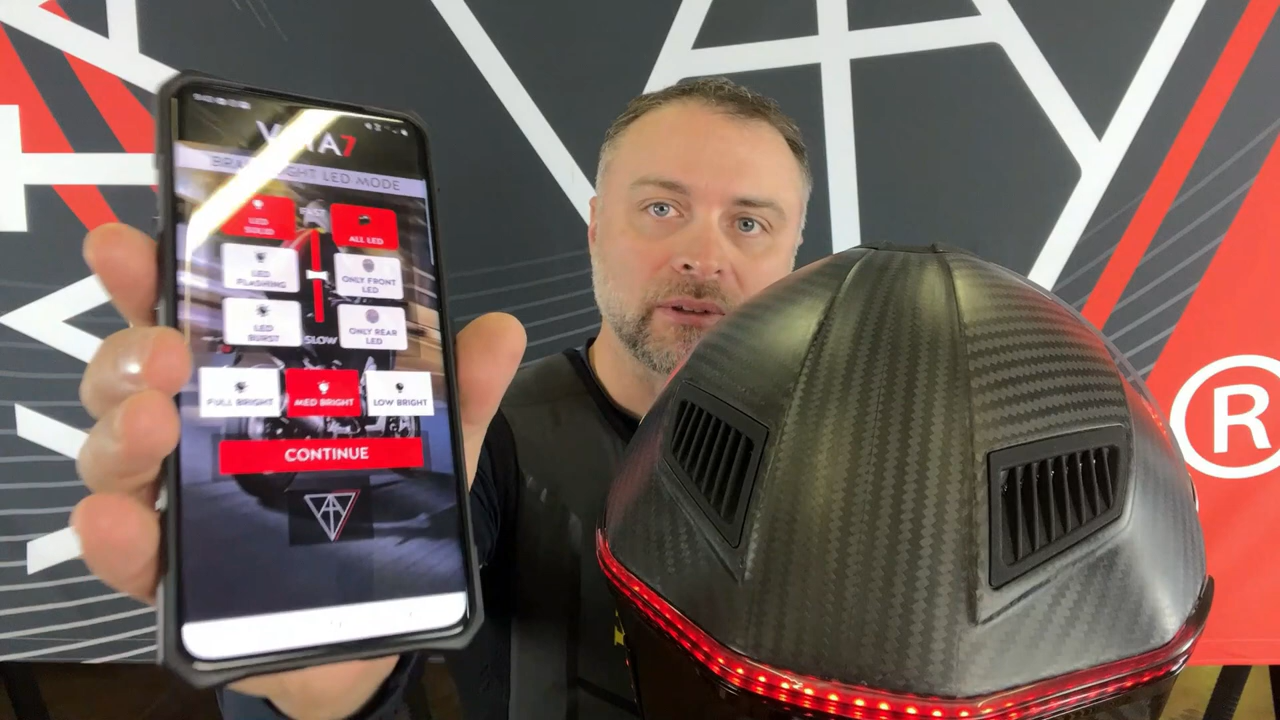 BRAKE LIGHT LED MODE
LED SOLID
FAST
ALL LED
LED FLASHING
ONLY FRONT LED
LED BURST
SLOW
ONLY REAR LED
FULL BRIGHT
MED BRIGHT
LOW BRIGHT
CONTINUE
R